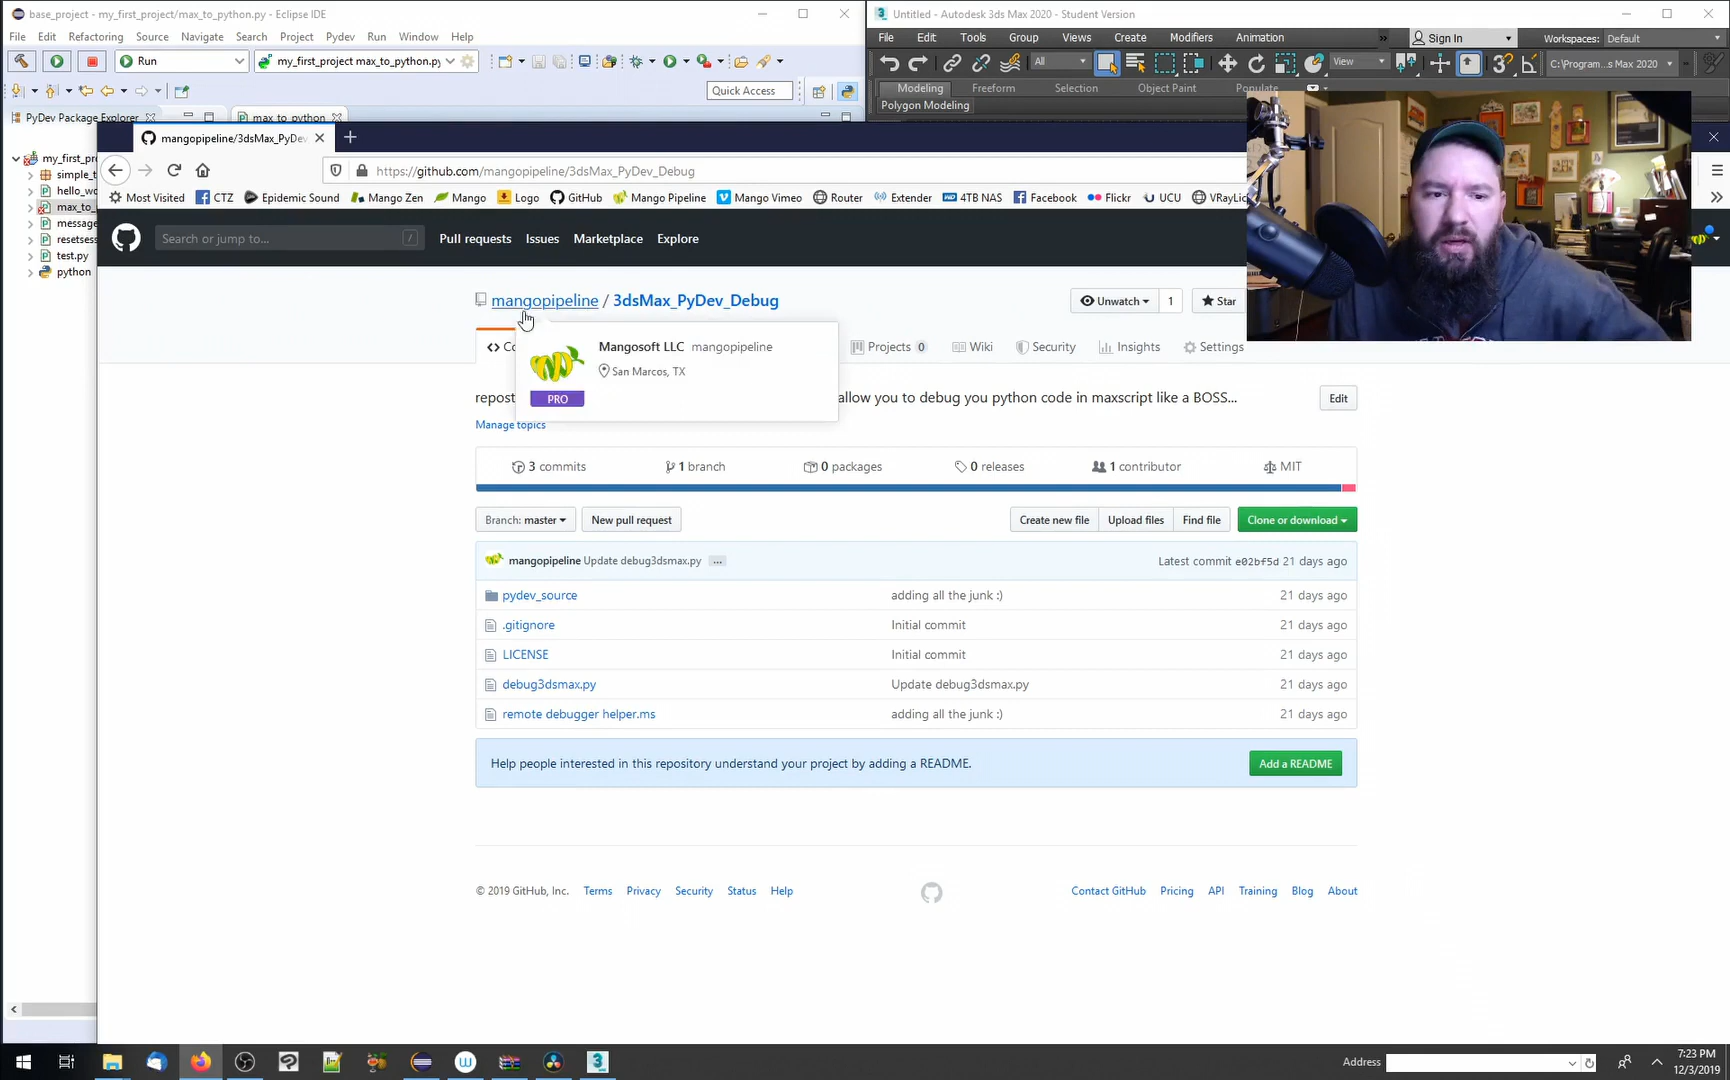 base_project - my_first_project/max_to_python.py - Eclipse IDE
Untitled - Autodesk 3ds Max 2020 - Student Version
File Edit Refactoring Source Navigate Search Project Pydev Run Window Help
File Edit Tools Group Views Create Modifiers Animation
Sign In
Workspaces: Default
Run
my_first_project max_to_python.py
All
View
C:\Program...s Max 2020
Modeling Freeform Selection Object Paint Populate
Quick Access
Polygon Modeling
PyDev Package Explorer
max_to_python
mangopipeline/3dsMax_PyDev
my_first_pr
simple_t
hello_wo
max_to_
message
resetsess
test.py
python
https://github.com/mangopipeline/3dsMax_PyDev_Debug
Most Visited CTZ Epidemic Sound Mango Zen Mango Logo GitHub Mango Pipeline Mango Vimeo Router Extender 4TB NAS Facebook Flickr UCU VRayLic
Search or jump to... /
Pull requests Issues Marketplace Explore
mangopipeline / 3dsMax_PyDev_Debug
Unwatch 1 Star
Co
Projects 0 Wiki Security Insights Settings
Mangosoft LLC mangopipeline
San Marcos, TX
PRO
repost
allow you to debug you python code in maxscript like a BOSS...
Edit
Manage topics
3 commits 1 branch 0 packages 0 releases 1 contributor MIT
Branch: master New pull request Create new file Upload files Find file Clone or download
mangopipeline Update debug3dsmax.py ... Latest commit e02bf5d 21 days ago
pydev_source adding all the junk :) 21 days ago
.gitignore Initial commit 21 days ago
LICENSE Initial commit 21 days ago
debug3dsmax.py Update debug3dsmax.py 21 days ago
remote debugger helper.ms adding all the junk :) 21 days ago
Help people interested in this repository understand your project by adding a README.
Add a README
© 2019 GitHub, Inc. Terms Privacy Security Status Help
Contact GitHub Pricing API Training Blog About
Address
7:23 PM
12/3/2019